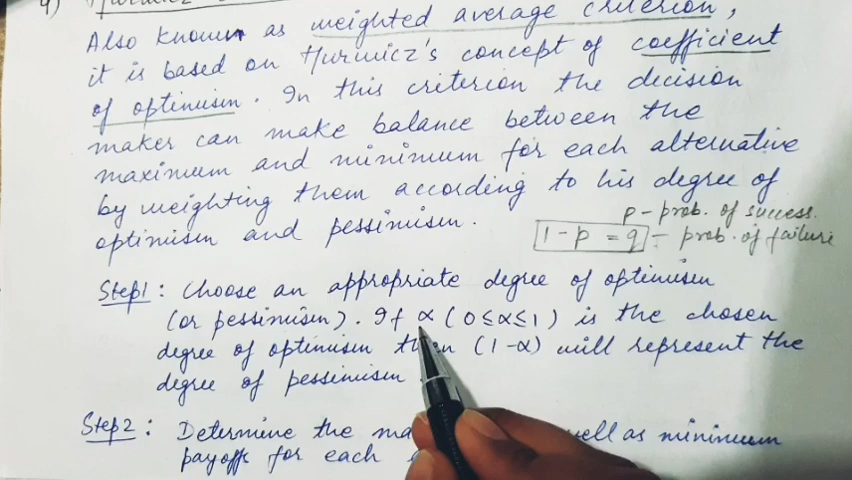 4)
Also known as weighted average criterion,
it is based on Hurwicz's concept of coefficient
of optimism. In this criterion the decision
maker can make balance between the
maximum and minimum for each alternative
by weighting them according to his degree of
optimism and pessimism.
p - prob. of success.
1 - p = q - prob. of failure
Step1 : Choose an appropriate degree of optimism
(or pessimism). If α (0≤α≤1) is the chosen
degree of optimism then (1-α) will represent the
degree of pessimism
Step2 : Determine the well as minimum
payoffs for each